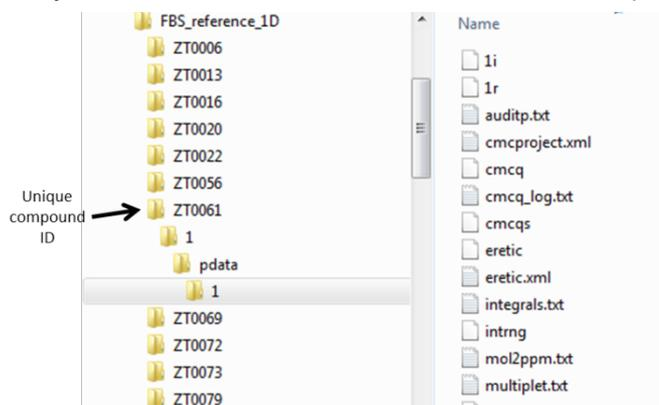 FBS_reference_1D
ZT0006
ZT0013
ZT0016
ZT0020
ZT0022
ZT0056
Unique
compound
ID
ZT0061
1
pdata
1
ZT0069
ZT0072
ZT0073
ZT0079
Name
1i
1r
auditp.txt
cmcproject.xml
cmcq
cmcq_log.txt
cmcqs
eretic
eretic.xml
integrals.txt
intrng
mol2ppm.txt
multiplet.txt